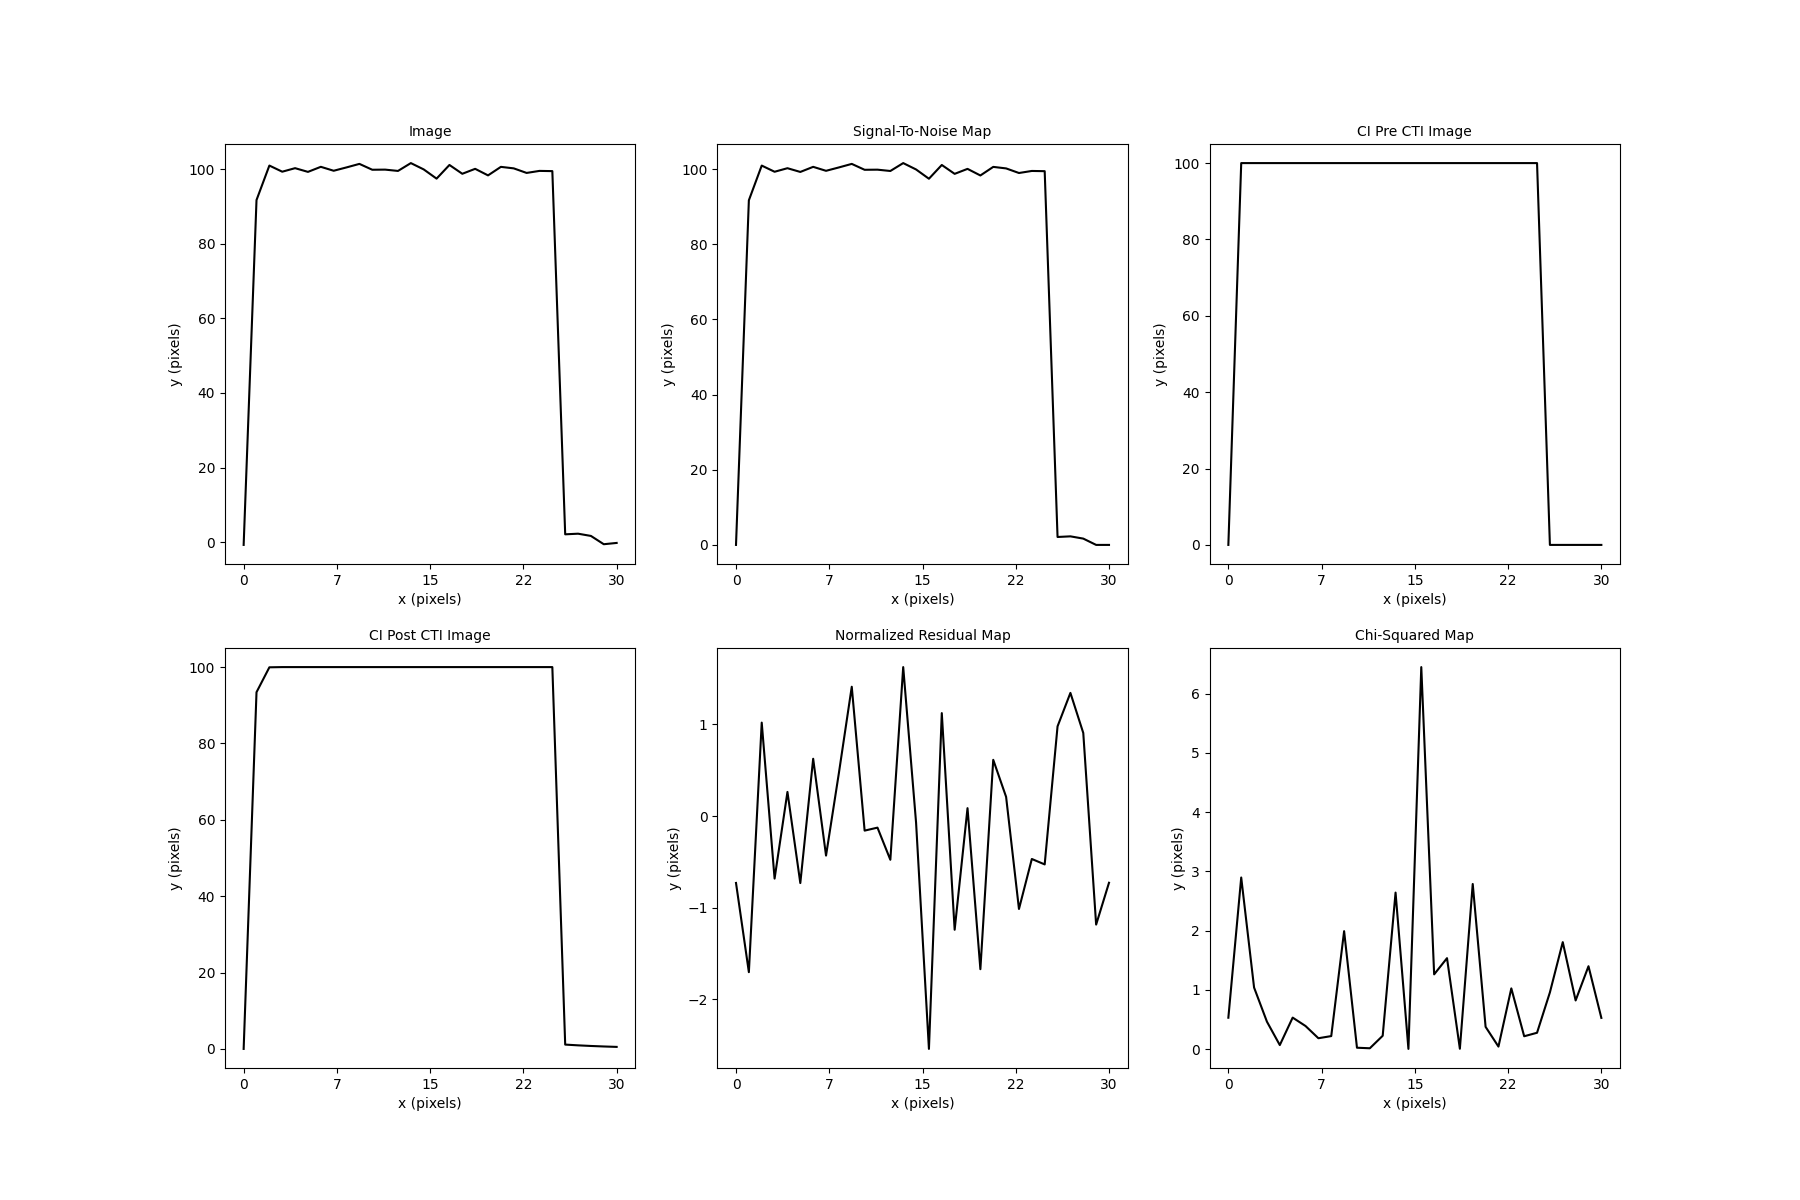 Image
100
80
60
40
20
0
y (pixels)
0 7 15 22 30
x (pixels)
Signal-To-Noise Map
100
80
60
40
20
0
y (pixels)
0 7 15 22 30
x (pixels)
CI Pre CTI Image
100
80
60
40
20
0
y (pixels)
0 7 15 22 30
x (pixels)
CI Post CTI Image
100
80
60
40
20
0
y (pixels)
0 7 15 22 30
x (pixels)
Normalized Residual Map
1
0
−1
−2
y (pixels)
0 7 15 22 30
x (pixels)
Chi-Squared Map
6
5
4
3
2
1
0
y (pixels)
0 7 15 22 30
x (pixels)